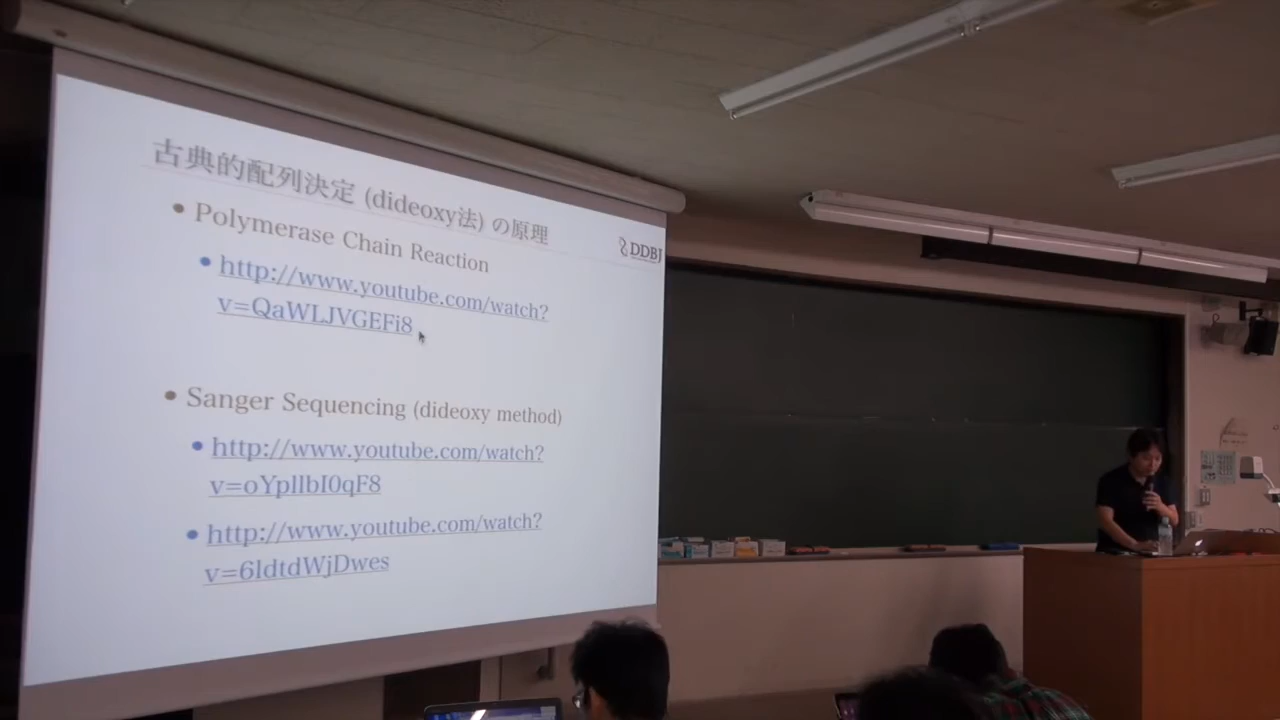 古典的配列決定 (dideoxy法) の原理
DDBJ
• Polymerase Chain Reaction
• http://www.youtube.com/watch?
v=QaWLJVGEFi8
• Sanger Sequencing (dideoxy method)
• http://www.youtube.com/watch?
v=oYpllbI0qF8
• http://www.youtube.com/watch?
v=6ldtdWjDwes